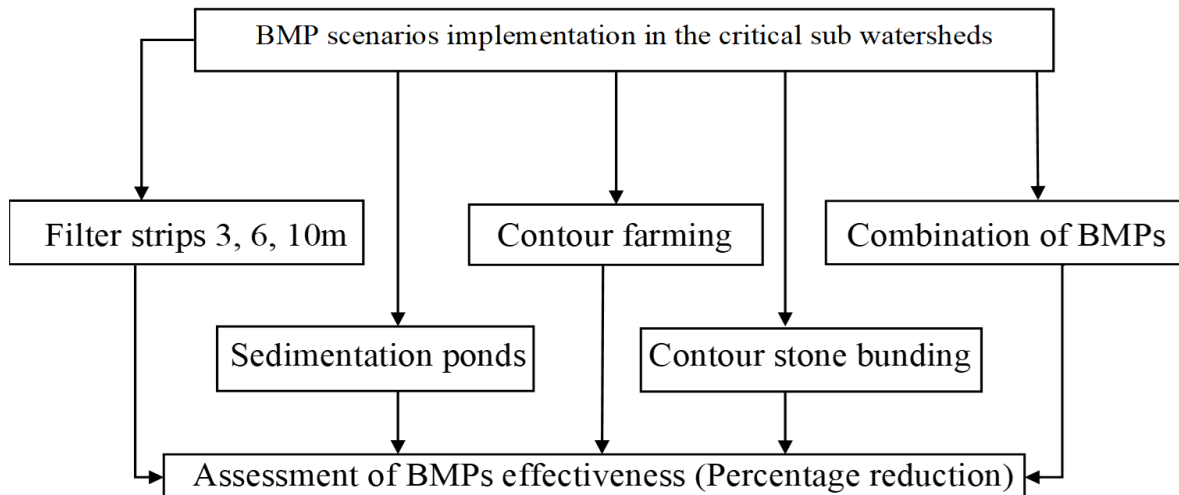 BMP scenarios implementation in the critical sub watersheds
Filter strips 3, 6, 10m
Contour farming
Combination of BMPs
Sedimentation ponds
Contour stone bunding
Assessment of BMPs effectiveness (Percentage reduction)